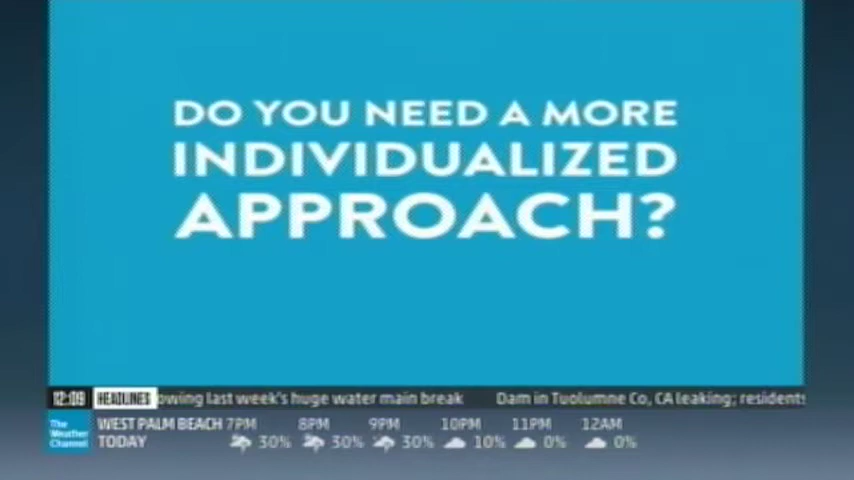 DO YOU NEED A MORE
INDIVIDUALIZED
APPROACH?
12:09 HEADLINES owing last week's huge water main break Dam in Tuolumne Co, CA leaking; residents
The Weather Channel
WEST PALM BEACH 7PM 8PM 9PM 10PM 11PM 12AM
TODAY 30% 30% 30% 10% 0% 0%